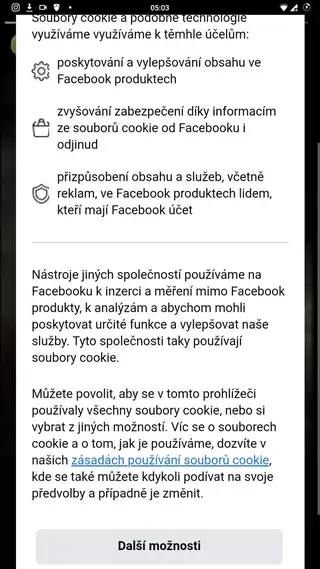 05:03
Soubory cookie a podobné technologie
využíváme využíváme k těmhle účelům:
poskytování a vylepšování obsahu ve
Facebook produktech
zvyšování zabezpečení díky informacím
ze souborů cookie od Facebooku i
odjinud
přizpůsobení obsahu a služeb, včetně
reklam, ve Facebook produktech lidem,
kteří mají Facebook účet
Nástroje jiných společností používáme na
Facebooku k inzerci a měření mimo Facebook
produkty, k analýzám a abychom mohli
poskytovat určité funkce a vylepšovat naše
služby. Tyto společnosti taky používají
soubory cookie.
Můžete povolit, aby se v tomto prohlížeči
používaly všechny soubory cookie, nebo si
vybrat z jiných možností. Víc se o souborech
cookie a o tom, jak je používáme, dozvíte v
našich zásadách používání souborů cookie,
kde se také můžete kdykoli podívat na svoje
předvolby a případně je změnit.
Další možnosti